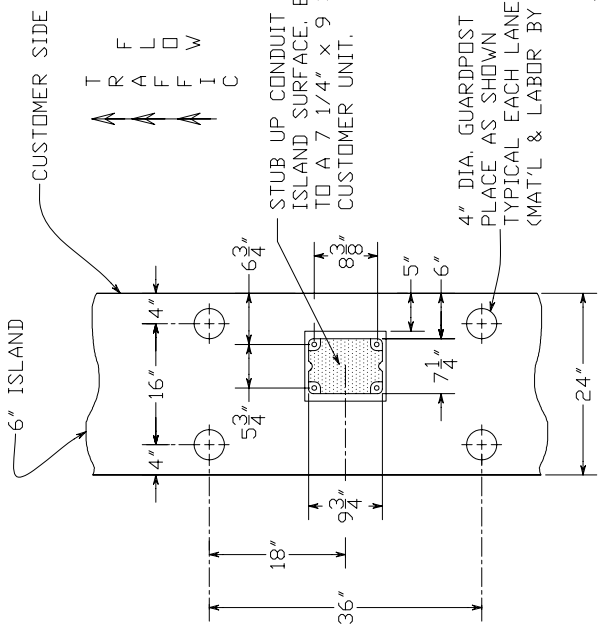 6" ISLAND
CUSTOMER SIDE
TRAFFIC
FLOW
4"
16"
4"
6 3/4"
5 3/4"
STUB UP CONDUIT
ISLAND SURFACE,
TO A 7 1/4" x 9
CUSTOMER UNIT.
8 3/8"
5"
6"
7 1/4"
9 3/4"
18"
36"
24"
4" DIA. GUARDPOST
PLACE AS SHOWN
TYPICAL EACH LANE
(MAT'L & LABOR BY